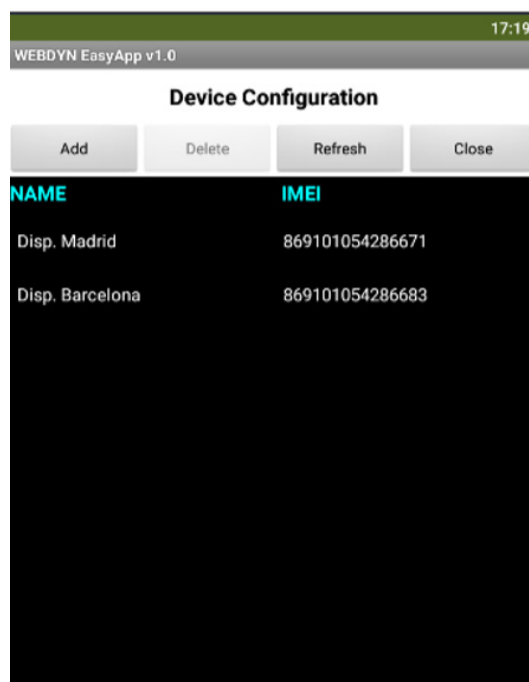 17:19
WEBDYN EasyApp v1.0
Device Configuration
Add Delete Refresh Close
NAME IMEI
Disp. Madrid 869101054286671
Disp. Barcelona 869101054286683